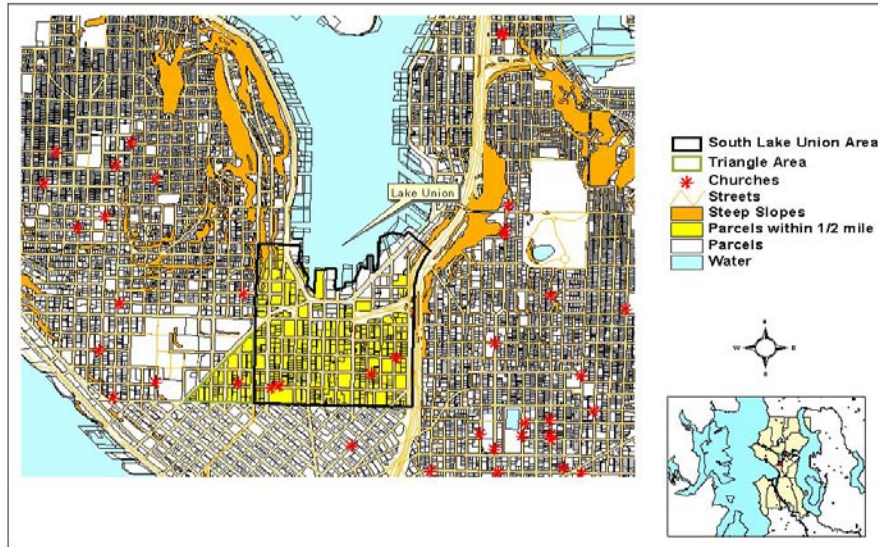 Lake Union
South Lake Union Area
Triangle Area
Churches
Streets
Steep Slopes
Parcels within 1/2 mile
Parcels
Water
N
W E
S